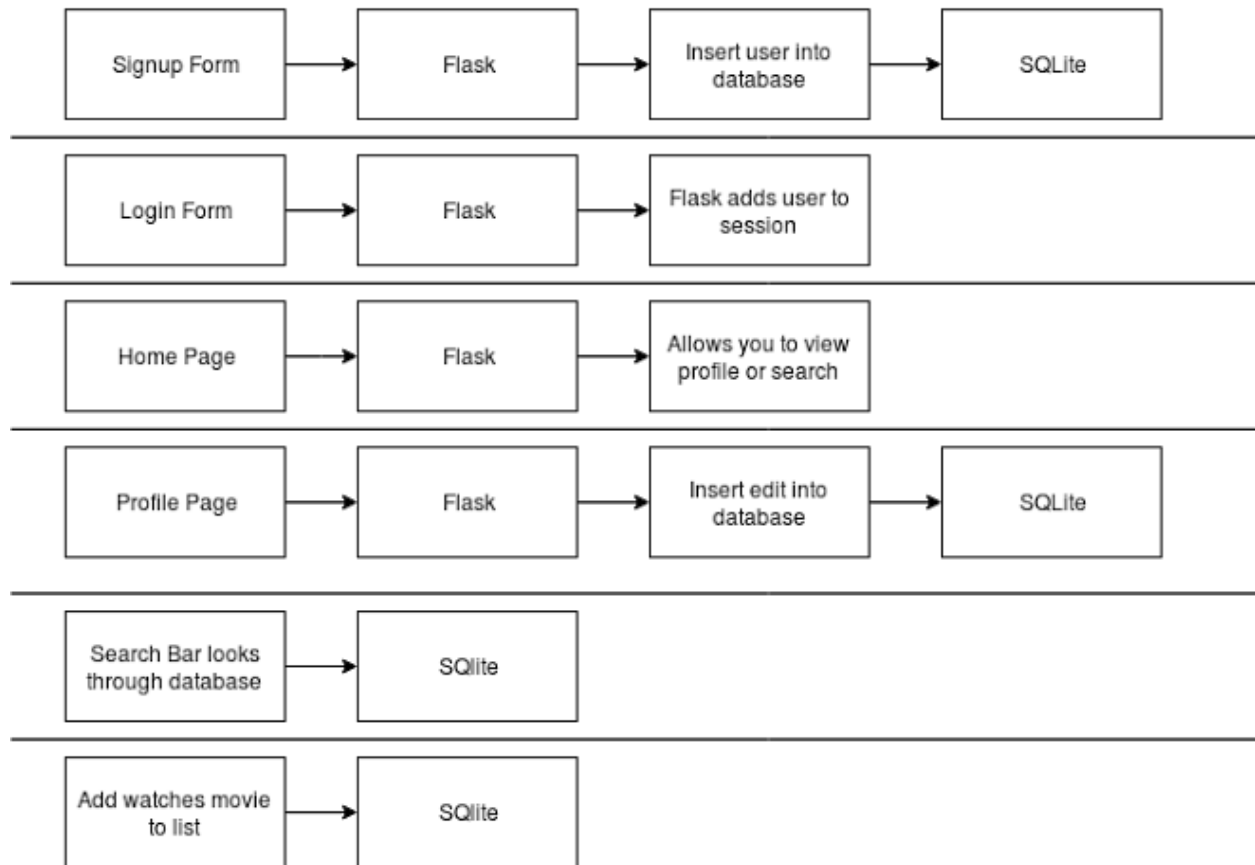 Signup Form
Flask
Insert user into
database
SQLite
Login Form
Flask
Flask adds user to
session
Home Page
Flask
Allows you to view
profile or search
Profile Page
Flask
Insert edit into
database
SQLite
Search Bar looks
through database
SQlite
Add watches movie
to list
SQlite